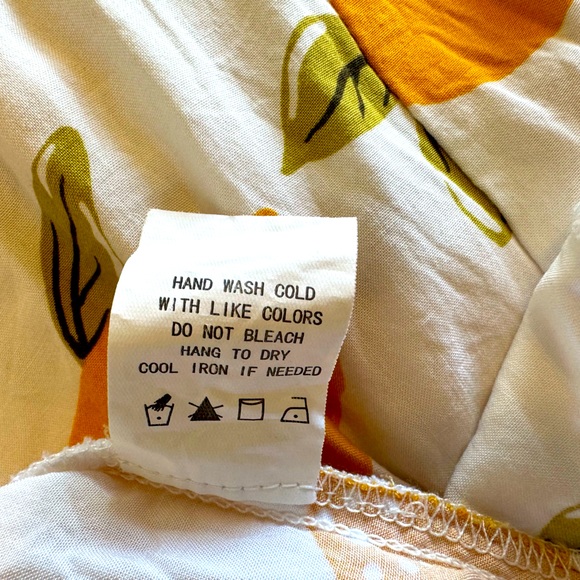 HAND WASH COLD
WITH LIKE COLORS
DO NOT BLEACH
HANG TO DRY
COOL IRON IF NEEDED